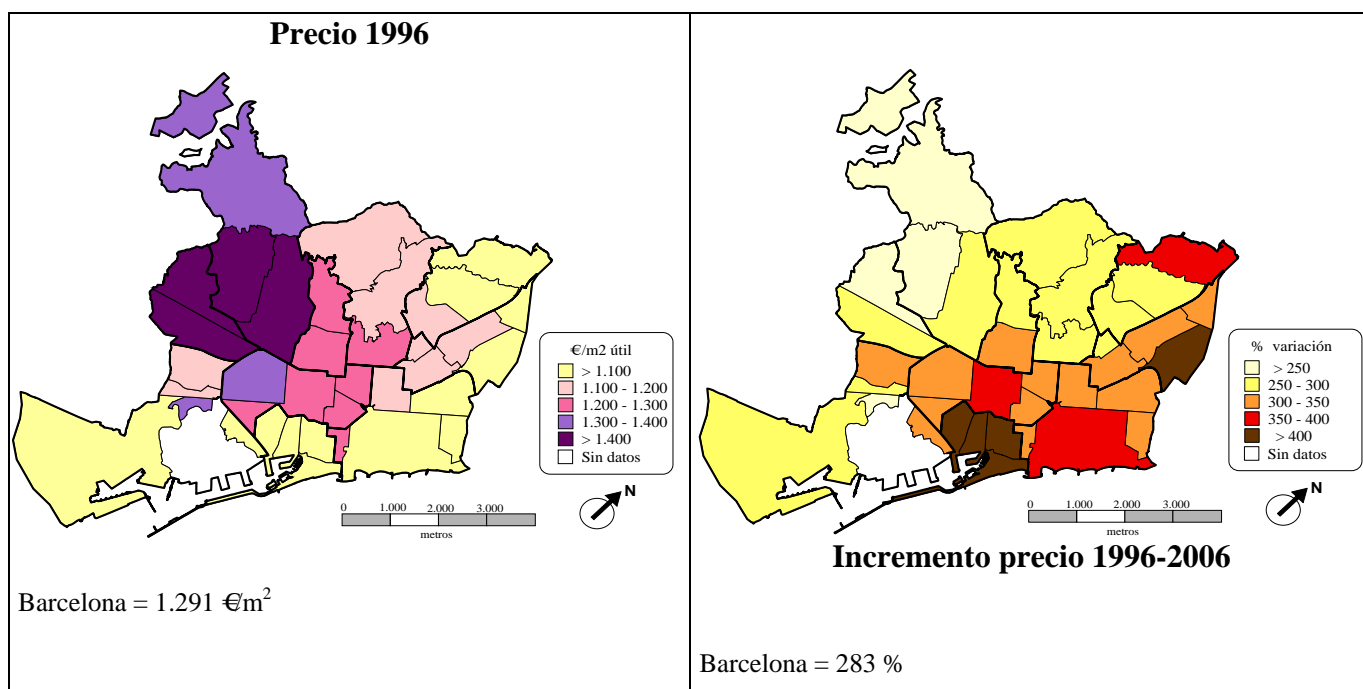 Precio 1996
€/m2 útil
> 1.100
1.100 - 1.200
1.200 - 1.300
1.300 - 1.400
> 1.400
Sin datos
N
0 1.000 2.000 3.000
metros
Barcelona = 1.291 €/m²
% variación
> 250
250 - 300
300 - 350
350 - 400
> 400
Sin datos
N
0 1.000 2.000 3.000
metros
Incremento precio 1996-2006
Barcelona = 283 %